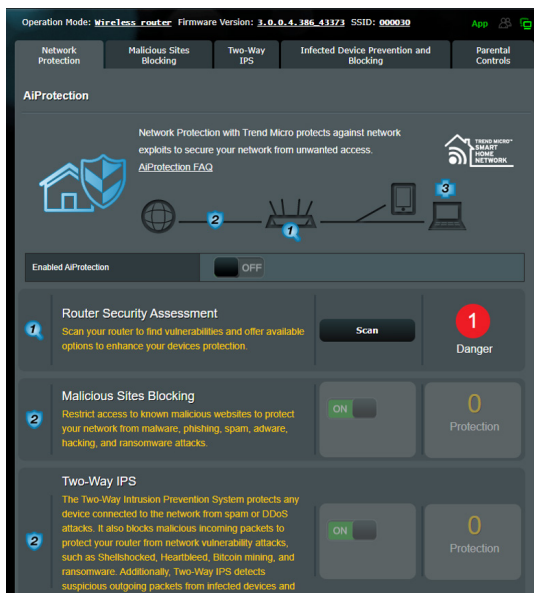 Operation Mode: Wireless router Firmware Version: 3.0.0.4.386_43373 SSID: 000030 App
Network Protection
Malicious Sites Blocking
Two-Way IPS
Infected Device Prevention and Blocking
Parental Controls
AiProtection
Network Protection with Trend Micro protects against network
exploits to secure your network from unwanted access.
AiProtection FAQ
TREND MICRO™
SMART
HOME
NETWORK
3
2
1
Enabled AiProtection OFF
1
Router Security Assessment
Scan your router to find vulnerabilities and offer available
options to enhance your devices protection.
Scan
1
Danger
2
Malicious Sites Blocking
Restrict access to known malicious websites to protect
your network from malware, phishing, spam, adware,
hacking, and ransomware attacks.
ON
0
Protection
2
Two-Way IPS
The Two-Way Intrusion Prevention System protects any
device connected to the network from spam or DDoS
attacks. It also blocks malicious incoming packets to
protect your router from network vulnerability attacks,
such as Shellshocked, Heartbleed, Bitcoin mining, and
ransomware. Additionally, Two-Way IPS detects
suspicious outgoing packets from infected devices and
ON
0
Protection